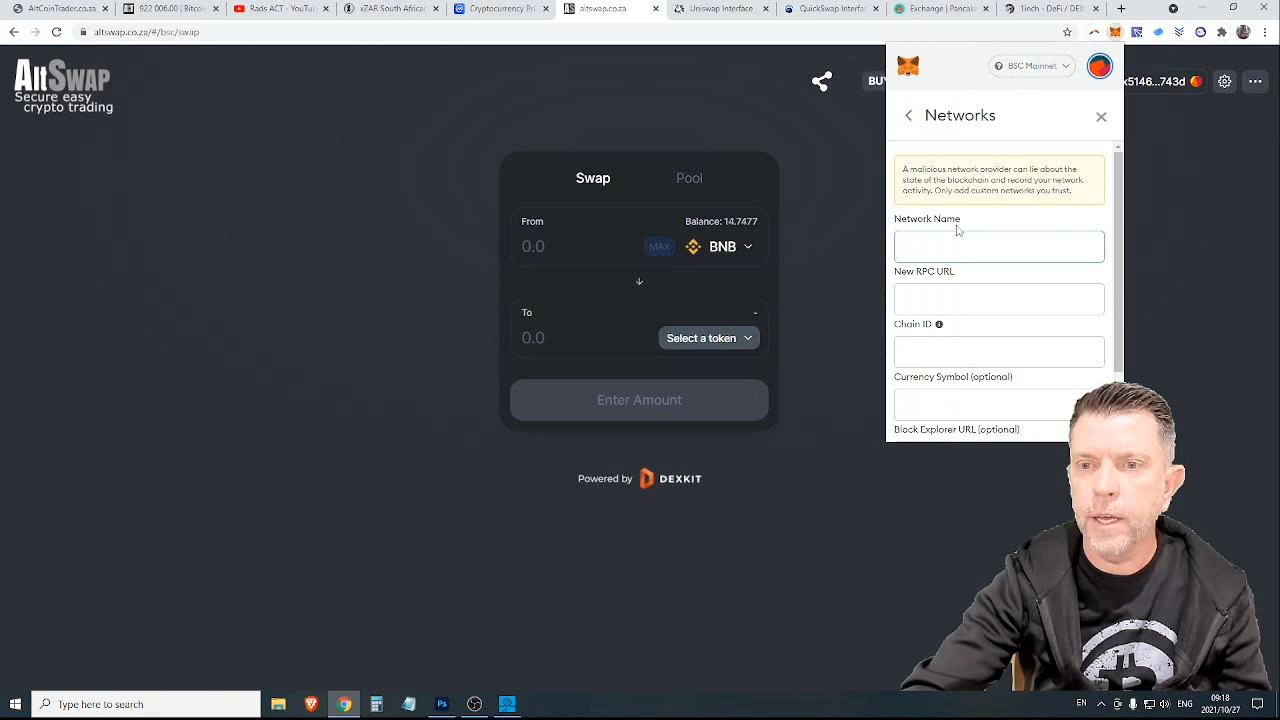 AltCoinTrader.co.za
922 006.00 | Bitcoi
Rads ACT - YouTu
xZAR South Africar
Cryptocurrency Pri
altswap.co.za
Uniswap Interface
QuickSwap Interfa
Exchange | Pancak
1inch - DeFi / DEX
altswap.co.za/#/bsc/swap
AltSwap
Secure easy
crypto trading
BUY
x5146...743d
BSC Mainnet
Networks
A malicious network provider can lie about the
state of the blockchain and record your network
activity. Only add custom networks you trust.
Network Name
New RPC URL
Chain ID
Currency Symbol (optional)
Block Explorer URL (optional)
Swap
Pool
From
Balance: 14.7477
0.0
MAX
BNB
To
-
0.0
Select a token
Enter Amount
Powered by DEXKIT
Type here to search
Ps
EN
ENG
09:18
2021/10/27